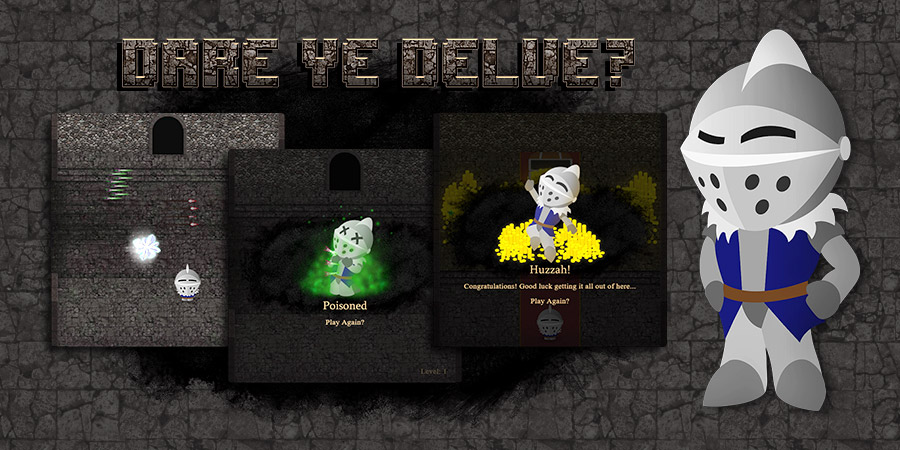 DARE YE DELVE?
Poisoned
Play Again?
Level: 1
Huzzah!
Congratulations! Good luck getting it all out of here...
Play Again?